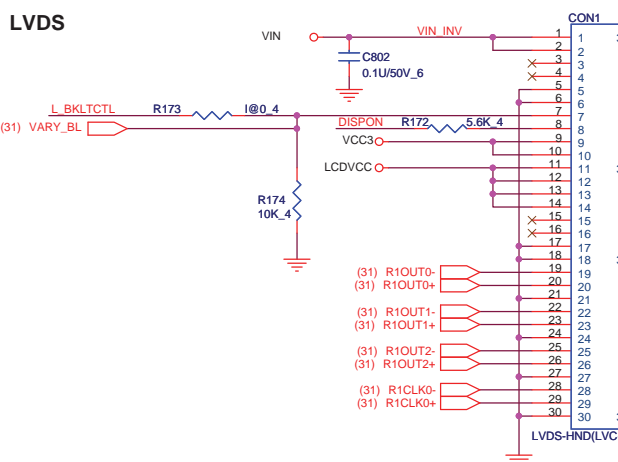 LVDS
CON1
VIN
VIN_INV
1 1
2 2
C802
0.1U/50V_6
3 3
4 4
5 5
6 6
L_BKLTCTL R173 I@0_4
7 7
(31) VARY_BL
DISPON R172 5.6K_4
8 8
VCC3
9 9
10 10
LCDVCC
11 11
12 12
13 13
14 14
R174
10K_4
15 15
16 16
17 17
18 18
(31) R1OUT0- 19 19
(31) R1OUT0+ 20 20
21 21
(31) R1OUT1- 22 22
(31) R1OUT1+ 23 23
24 24
(31) R1OUT2- 25 25
(31) R1OUT2+ 26 26
27 27
(31) R1CLK0- 28 28
(31) R1CLK0+ 29 29
30 30
LVDS-HND(LVC